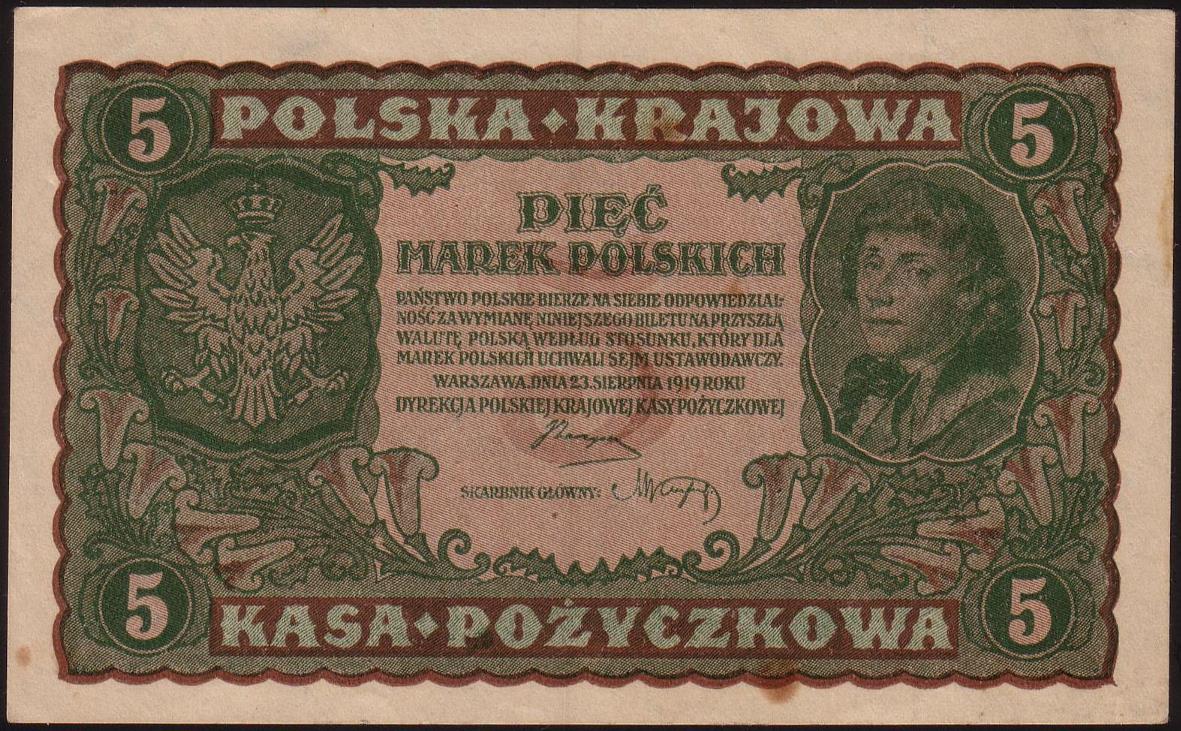 5 POLSKA ◆ KRAJOWA 5
PIĘĆ
MAREK POLSKICH
PAŃSTWO POLSKIE BIERZE NA SIEBIE ODPOWIEDZIAL-
NOŚĆ ZA WYMIANĘ NINIEJSZEGO BILETU NA PRZYSZŁĄ
WALUTĘ POLSKĄ WEDŁUG STOSUNKU, KTÓRY DLA
MAREK POLSKICH UCHWALI SEJM USTAWODAWCZY.
WARSZAWA, DNIA 23. SIERPNIA 1919 ROKU
DYREKCJA POLSKIEJ KRAJOWEJ KASY POŻYCZKOWEJ
SKARBNIK GŁÓWNY:
5
5 KASA ◆ POŻYCZKOWA 5